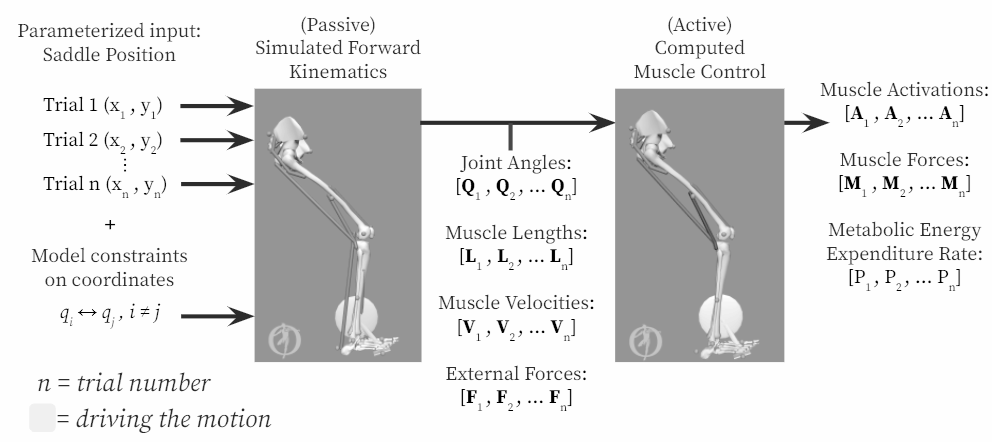 Parameterized input:
Saddle Position
Trial 1 (x₁ , y₁)
Trial 2 (x₂ , y₂)
⋮
Trial n (xₙ , yₙ)
+
Model constraints
on coordinates
qᵢ ↔ qⱼ , i ≠ j
n = trial number
= driving the motion
(Passive)
Simulated Forward
Kinematics
Joint Angles:
[Q₁ , Q₂ , ... Qₙ]
Muscle Lengths:
[L₁ , L₂ , ... Lₙ]
Muscle Velocities:
[V₁ , V₂ , ... Vₙ]
External Forces:
[F₁ , F₂ , ... Fₙ]
(Active)
Computed
Muscle Control
Muscle Activations:
[A₁ , A₂ , ... Aₙ]
Muscle Forces:
[M₁ , M₂ , ... Mₙ]
Metabolic Energy
Expenditure Rate:
[P₁ , P₂ , ... Pₙ]